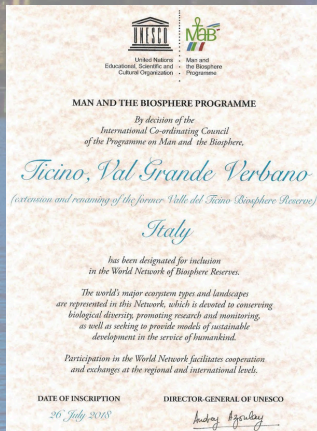 UNESCO
MAB
United Nations
Educational, Scientific and
Cultural Organization
Man and
the Biosphere
Programme
MAN AND THE BIOSPHERE PROGRAMME
By decision of the
International Co-ordinating Council
of the Programme on Man and the Biosphere,
Ticino, Val Grande Verbano
(extension and renaming of the former Valle del Ticino Biosphere Reserve)
Italy
has been designated for inclusion
in the World Network of Biosphere Reserves.
The world's major ecosystem types and landscapes
are represented in this Network, which is devoted to conserving
biological diversity, promoting research and monitoring,
as well as seeking to provide models of sustainable
development in the service of humankind.
Participation in the World Network facilitates cooperation
and exchanges at the regional and international levels.
DATE OF INSCRIPTION
26 July 2018
DIRECTOR-GENERAL OF UNESCO
Audrey Azoulay